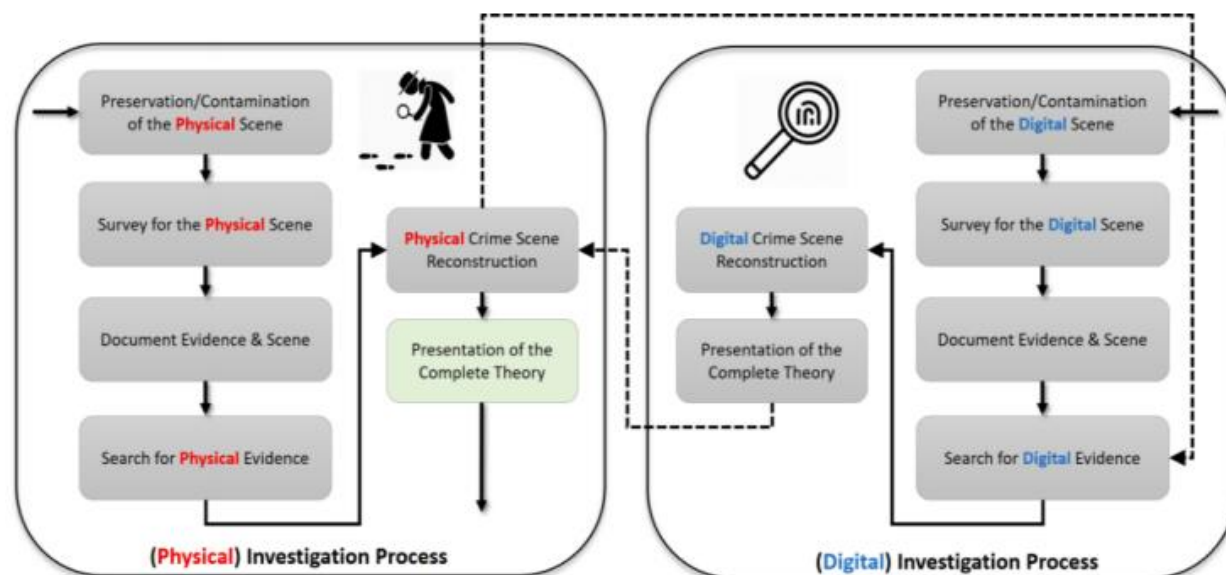 Preservation/Contamination
of the Physical Scene
Survey for the Physical Scene
Document Evidence & Scene
Search for Physical Evidence
Physical Crime Scene
Reconstruction
Presentation of the
Complete Theory
(Physical) Investigation Process
Digital Crime Scene
Reconstruction
Presentation of the
Complete Theory
Preservation/Contamination
of the Digital Scene
Survey for the Digital Scene
Document Evidence & Scene
Search for Digital Evidence
(Digital) Investigation Process